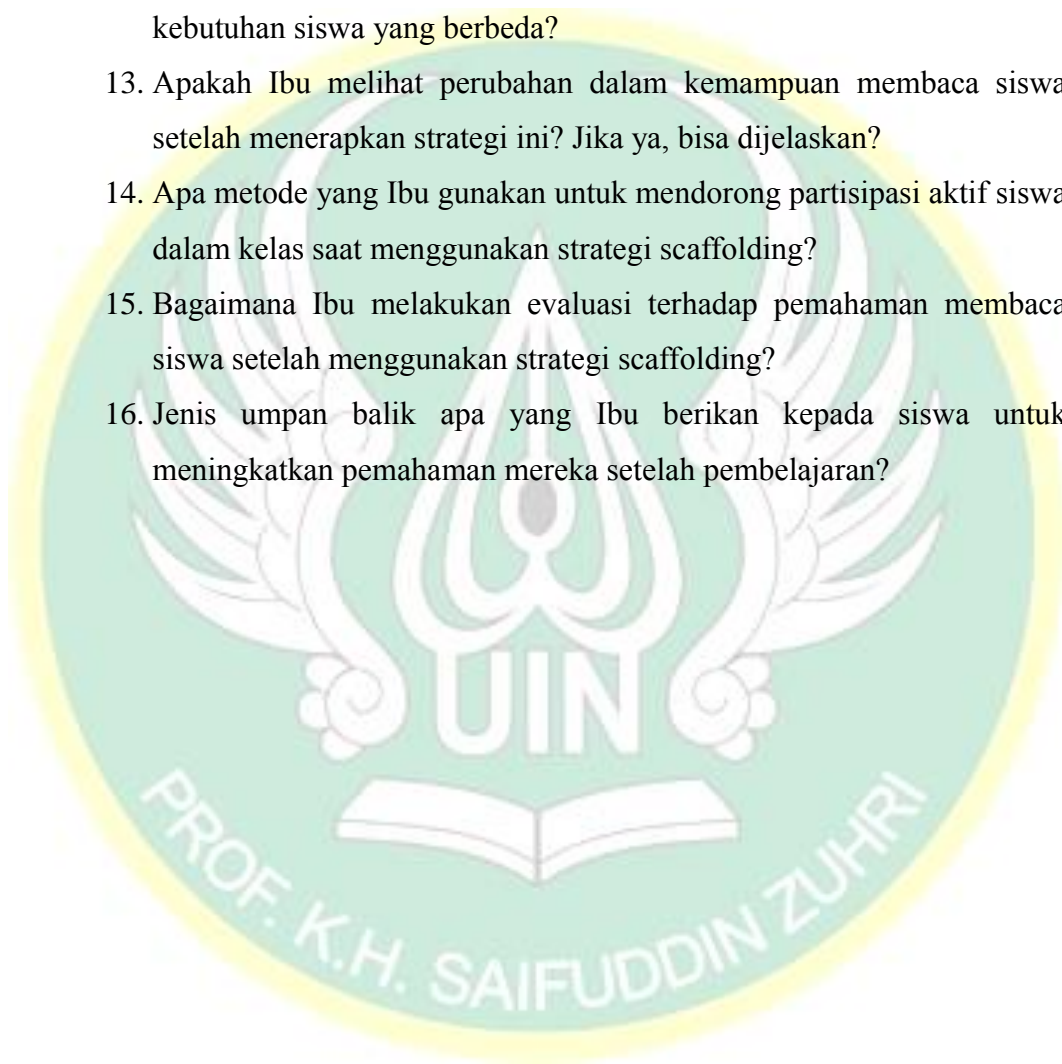 kebutuhan siswa yang berbeda?
13. Apakah Ibu melihat perubahan dalam kemampuan membaca siswa
setelah menerapkan strategi ini? Jika ya, bisa dijelaskan?
14. Apa metode yang Ibu gunakan untuk mendorong partisipasi aktif siswa
dalam kelas saat menggunakan strategi scaffolding?
15. Bagaimana Ibu melakukan evaluasi terhadap pemahaman membaca
siswa setelah menggunakan strategi scaffolding?
16. Jenis umpan balik apa yang Ibu berikan kepada siswa untuk
meningkatkan pemahaman mereka setelah pembelajaran?
UIN
PROF. K.H. SAIFUDDIN ZUHRI